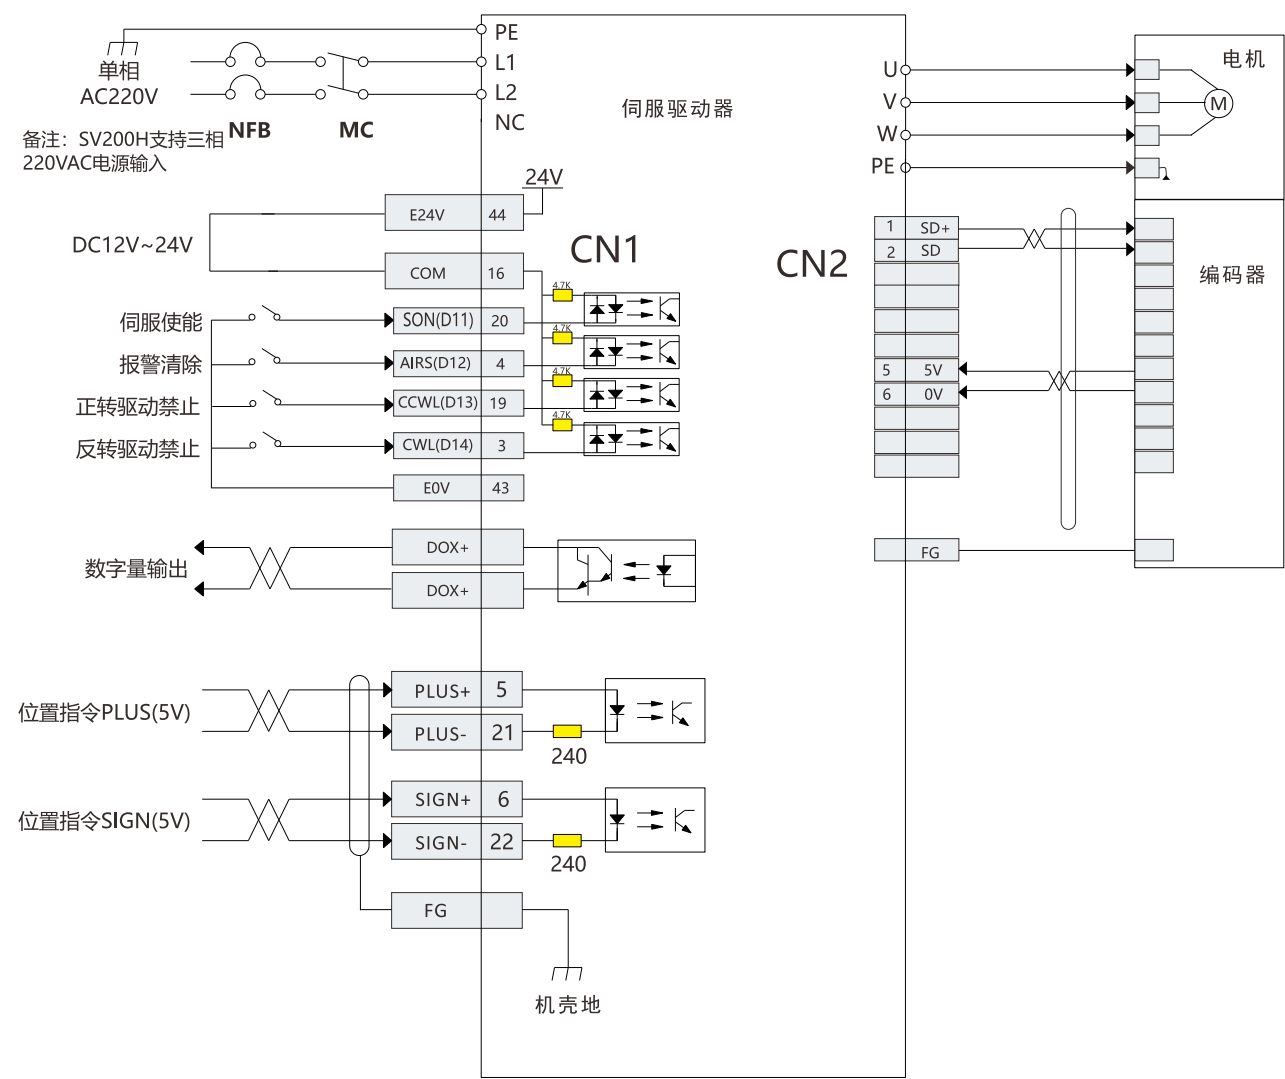 PE
L1
L2
NC
单相
AC220V
NFB
MC
备注：SV200H支持三相
220VAC电源输入
伺服驱动器
U
V
W
PE
电机
M
24V
E24V 44
DC12V~24V
CN1
CN2
COM 16
4.7K
伺服使能
SON(D11) 20
4.7K
报警清除
AIRS(D12) 4
4.7K
正转驱动禁止
CCWL(D13) 19
4.7K
反转驱动禁止
CWL(D14) 3
E0V 43
1 SD+
2 SD
编码器
5 5V
6 0V
FG
数字量输出
DOX+
DOX+
位置指令PLUS(5V)
PLUS+ 5
PLUS- 21
240
位置指令SIGN(5V)
SIGN+ 6
SIGN- 22
240
FG
机壳地